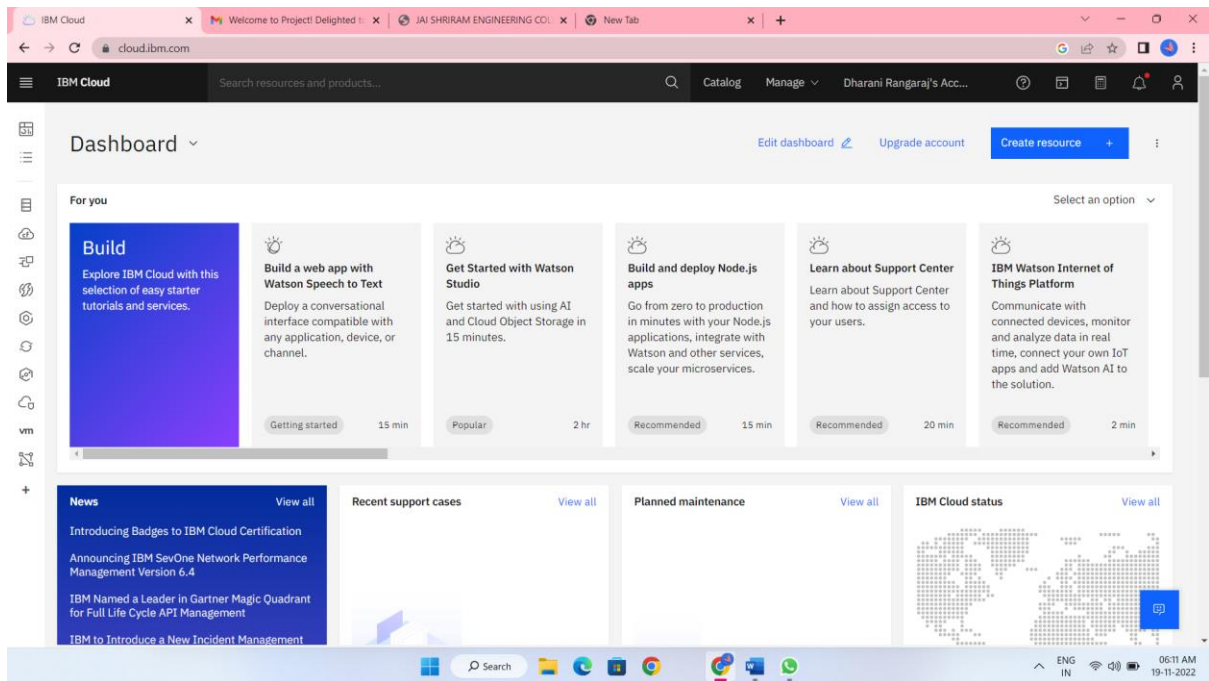 IBM Cloud
Welcome to Project! Delighted t
JAI SHRIRAM ENGINEERING COL
New Tab
cloud.ibm.com
IBM Cloud
Search resources and products...
Catalog
Manage
Dharani Rangaraj's Acc...
Dashboard
Edit dashboard
Upgrade account
Create resource +
For you
Select an option
Build
Explore IBM Cloud with this
selection of easy starter
tutorials and services.
Build a web app with
Watson Speech to Text
Deploy a conversational
interface compatible with
any application, device, or
channel.
Getting started 15 min
Get Started with Watson
Studio
Get started with using AI
and Cloud Object Storage in
15 minutes.
Popular 2 hr
Build and deploy Node.js
apps
Go from zero to production
in minutes with your Node.js
applications, integrate with
Watson and other services,
scale your microservices.
Recommended 15 min
Learn about Support Center
Learn about Support Center
and how to assign access to
your users.
Recommended 20 min
IBM Watson Internet of
Things Platform
Communicate with
connected devices, monitor
and analyze data in real
time, connect your own IoT
apps and add Watson AI to
the solution.
Recommended 2 min
vm
News View all
Introducing Badges to IBM Cloud Certification
Announcing IBM SevOne Network Performance
Management Version 6.4
IBM Named a Leader in Gartner Magic Quadrant
for Full Life Cycle API Management
IBM to Introduce a New Incident Management
Recent support cases View all
Planned maintenance View all
IBM Cloud status View all
Search
ENG
IN
06:11 AM
19-11-2022